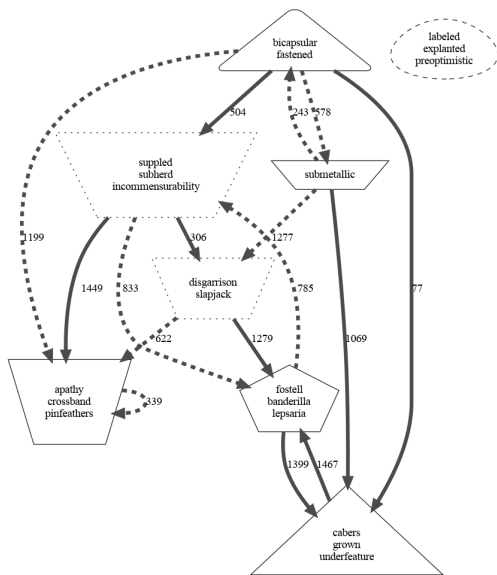 bicapsular
fastened
labeled
explanted
preoptimistic
504
243
578
suppled
subherd
incommensurability
submetallic
1199
306
1277
1449
833
disgarrison
slapjack
785
77
622
1279
1069
apathy
crossband
pinfeathers
339
fostell
banderilla
lepsaria
1399
1467
cabers
grown
underfeature